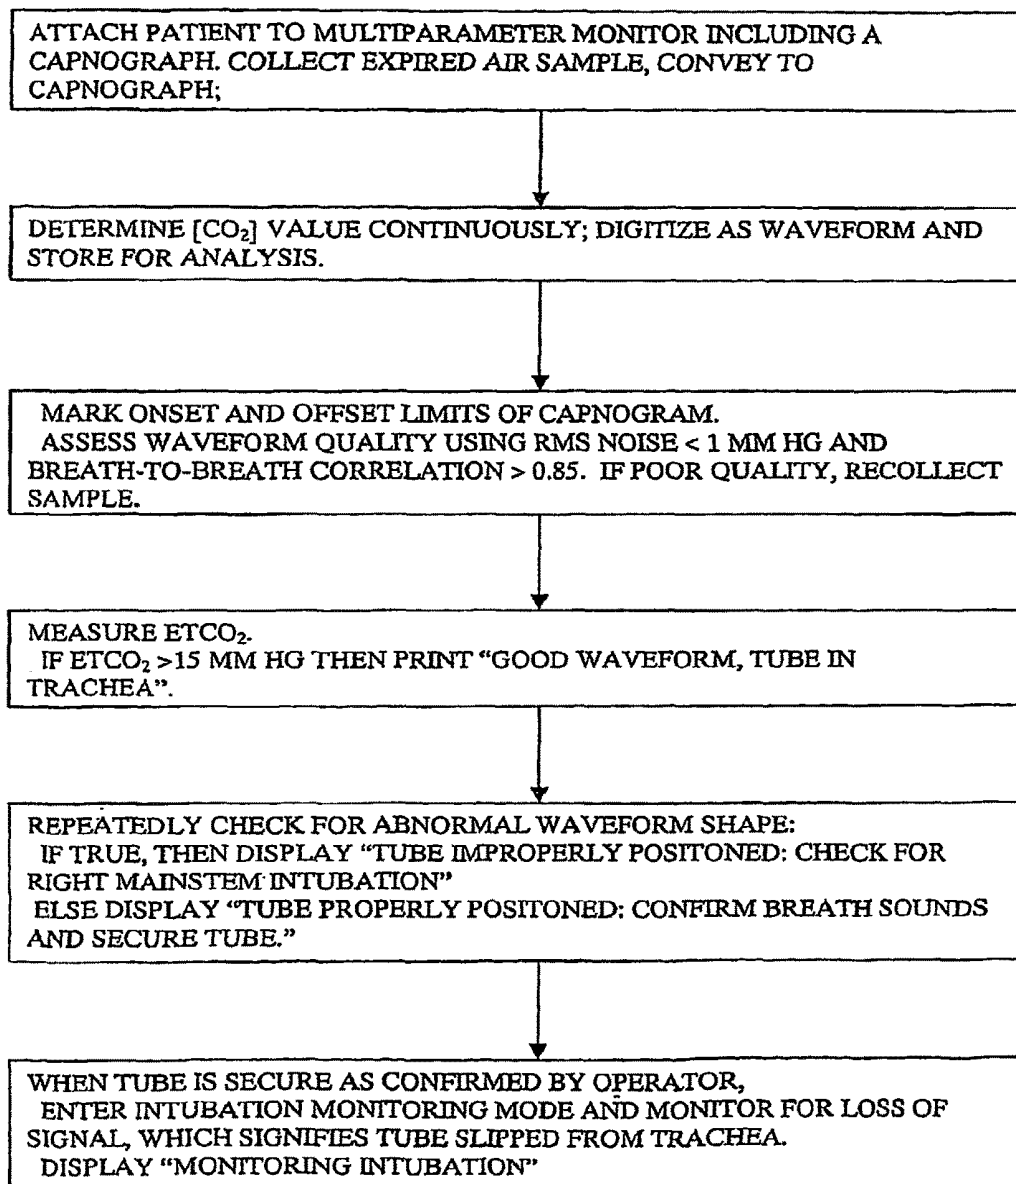 ATTACH PATIENT TO MULTIPARAMETER MONITOR INCLUDING A
CAPNOGRAPH. COLLECT EXPIRED AIR SAMPLE, CONVEY TO
CAPNOGRAPH;
DETERMINE [CO₂] VALUE CONTINUOUSLY; DIGITIZE AS WAVEFORM AND
STORE FOR ANALYSIS.
MARK ONSET AND OFFSET LIMITS OF CAPNOGRAM.
ASSESS WAVEFORM QUALITY USING RMS NOISE < 1 MM HG AND
BREATH-TO-BREATH CORRELATION > 0.85. IF POOR QUALITY, RECOLLECT
SAMPLE.
MEASURE ETCO₂.
IF ETCO₂ >15 MM HG THEN PRINT “GOOD WAVEFORM, TUBE IN
TRACHEA”.
REPEATEDLY CHECK FOR ABNORMAL WAVEFORM SHAPE:
IF TRUE, THEN DISPLAY “TUBE IMPROPERLY POSITONED: CHECK FOR
RIGHT MAINSTEM INTUBATION”
ELSE DISPLAY “TUBE PROPERLY POSITONED: CONFIRM BREATH SOUNDS
AND SECURE TUBE.”
WHEN TUBE IS SECURE AS CONFIRMED BY OPERATOR,
ENTER INTUBATION MONITORING MODE AND MONITOR FOR LOSS OF
SIGNAL, WHICH SIGNIFIES TUBE SLIPPED FROM TRACHEA.
DISPLAY “MONITORING INTUBATION”